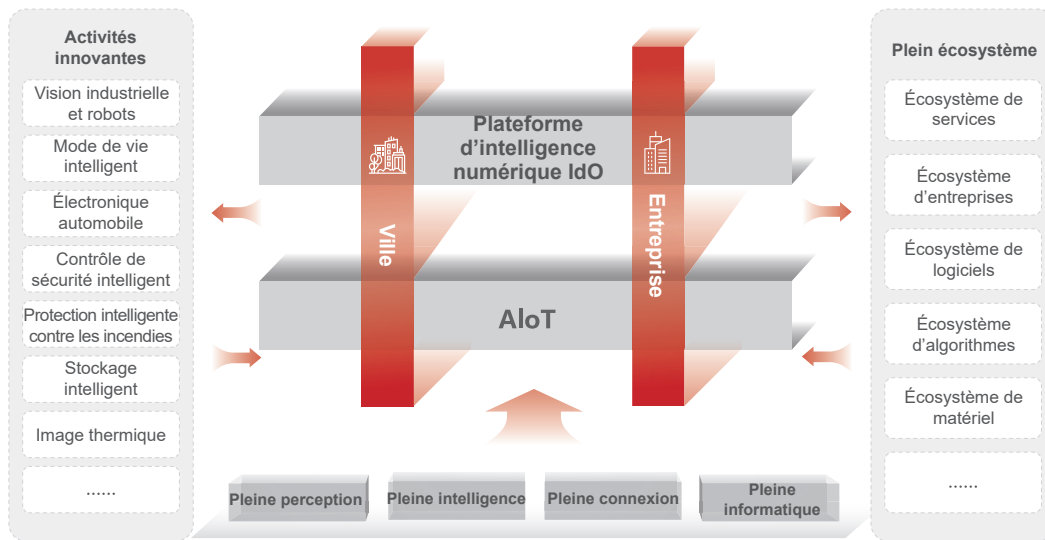 Activités
innovantes
Vision industrielle
et robots
Mode de vie
intelligent
Électronique
automobile
Contrôle de
sécurité intelligent
Protection intelligente
contre les incendies
Stockage
intelligent
Image thermique
......
Plateforme
d’intelligence
numérique IdO
Ville
Entreprise
AIoT
Pleine perception
Pleine intelligence
Pleine connexion
Pleine
informatique
Plein écosystème
Écosystème de
services
Écosystème
d’entreprises
Écosystème de
logiciels
Écosystème
d’algorithmes
Écosystème de
matériel
......